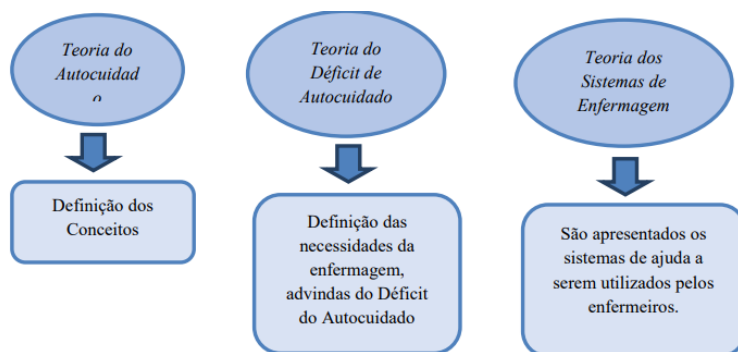 Teoria do
Autocuidad
o
Definição dos
Conceitos
Teoria do
Déficit de
Autocuidado
Definição das
necessidades da
enfermagem,
advindas do Déficit
do Autocuidado
Teoria dos
Sistemas de
Enfermagem
São apresentados os
sistemas de ajuda a
serem utilizados pelos
enfermeiros.